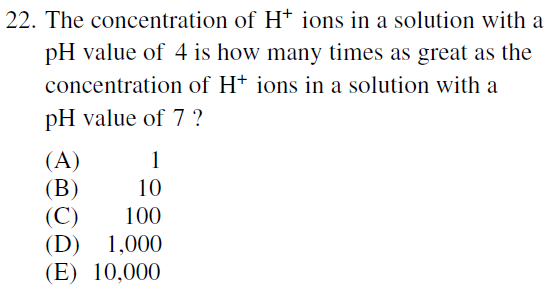 22. The concentration of H⁺ ions in a solution with a
pH value of 4 is how many times as great as the
concentration of H⁺ ions in a solution with a
pH value of 7 ?
(A) 1
(B) 10
(C) 100
(D) 1,000
(E) 10,000